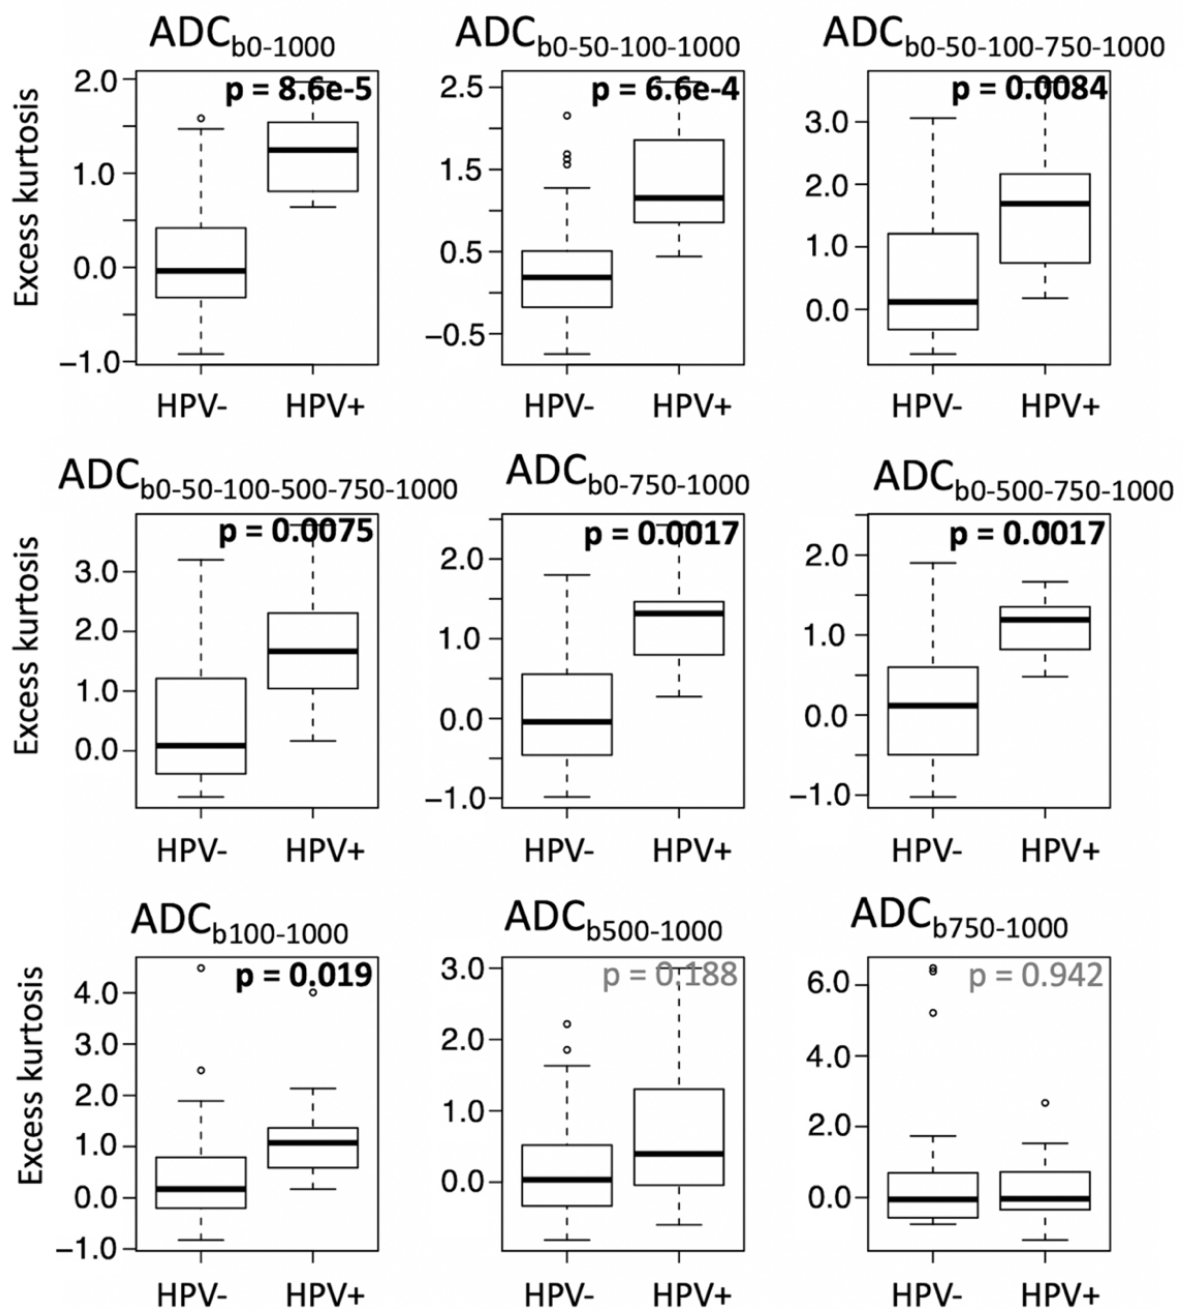 ADCb0-1000 ADCb0-50-100-1000 ADCb0-50-100-750-1000
Excess kurtosis
p = 8.6e-5
2.0
1.0
0.0
−1.0
HPV- HPV+
p = 6.6e-4
2.5
1.5
0.5
−0.5
HPV- HPV+
p = 0.0084
3.0
2.0
1.0
0.0
HPV- HPV+
ADCb0-50-100-500-750-1000 ADCb0-750-1000 ADCb0-500-750-1000
Excess kurtosis
p = 0.0075
3.0
2.0
1.0
0.0
HPV- HPV+
p = 0.0017
2.0
1.0
0.0
−1.0
HPV- HPV+
p = 0.0017
2.0
1.0
0.0
−1.0
HPV- HPV+
ADCb100-1000 ADCb500-1000 ADCb750-1000
Excess kurtosis
p = 0.019
4.0
3.0
2.0
1.0
0.0
−1.0
HPV- HPV+
p = 0.188
3.0
2.0
1.0
0.0
HPV- HPV+
p = 0.942
6.0
4.0
2.0
0.0
HPV- HPV+